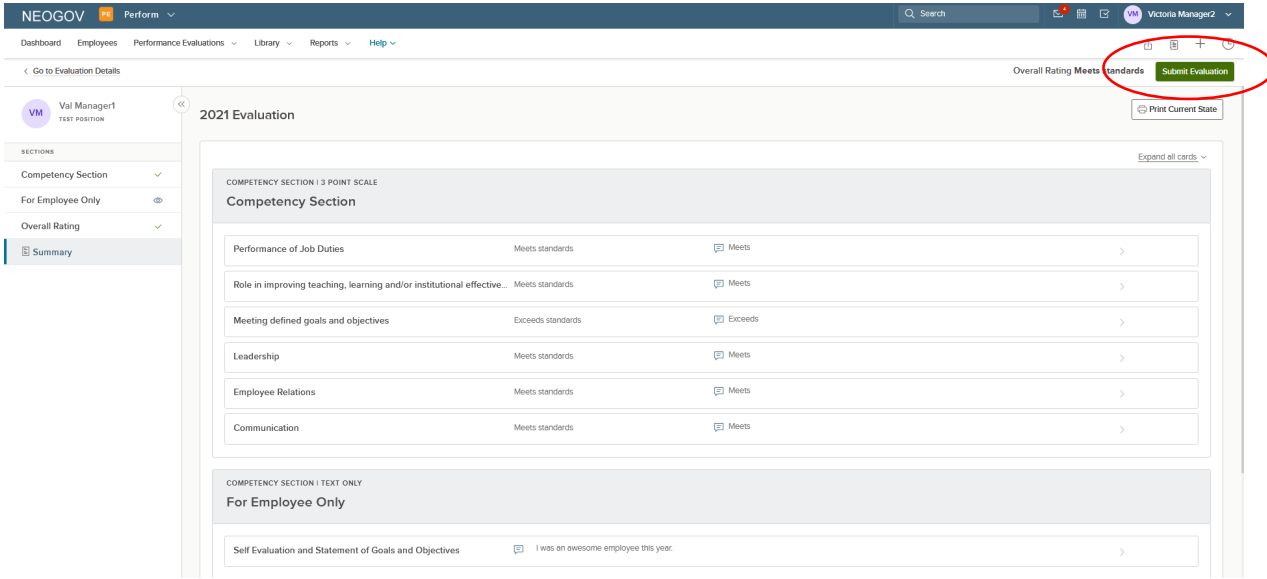 NEOGOV PE Perform
Search
4
VM Victoria Manager2
Dashboard Employees Performance Evaluations Library Reports Help
Go to Evaluation Details
Overall Rating Meets standards Submit Evaluation
VM
Val Manager1
TEST POSITION
2021 Evaluation
Print Current State
SECTIONS
Competency Section
For Employee Only
Overall Rating
Summary
Expand all cards
COMPETENCY SECTION | 3 POINT SCALE
Competency Section
Performance of Job Duties Meets standards Meets
Role in improving teaching, learning and/or institutional effective... Meets standards Meets
Meeting defined goals and objectives Exceeds standards Exceeds
Leadership Meets standards Meets
Employee Relations Meets standards Meets
Communication Meets standards Meets
COMPETENCY SECTION | TEXT ONLY
For Employee Only
Self Evaluation and Statement of Goals and Objectives I was an awesome employee this year.